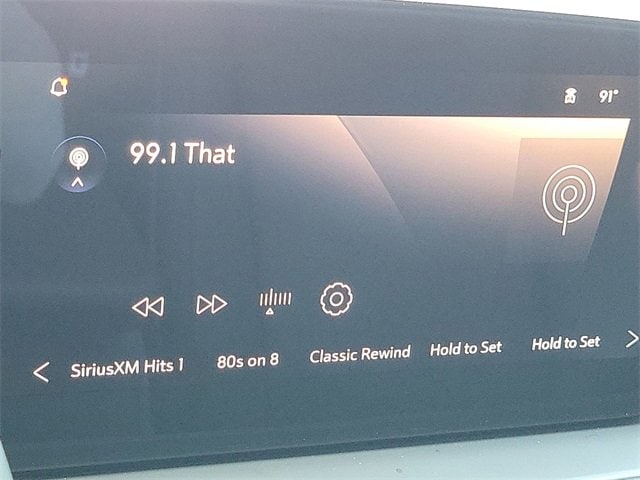 91°
99.1 That
SiriusXM Hits 1 80s on 8 Classic Rewind Hold to Set Hold to Set